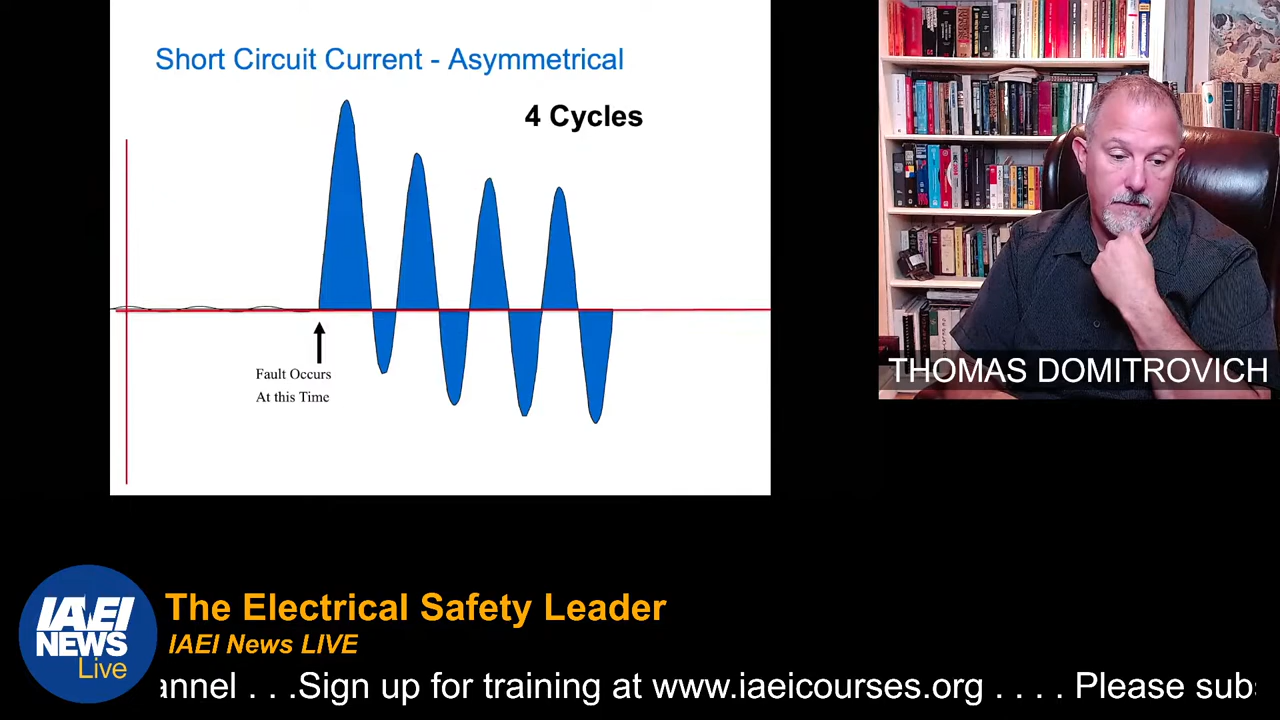 Short Circuit Current - Asymmetrical
4 Cycles
Fault Occurs
At this Time
THOMAS DOMITROVICH
IAEI
NEWS
Live
The Electrical Safety Leader
IAEI News LIVE
annel . . .Sign up for training at www.iaeicourses.org . . . . Please subs